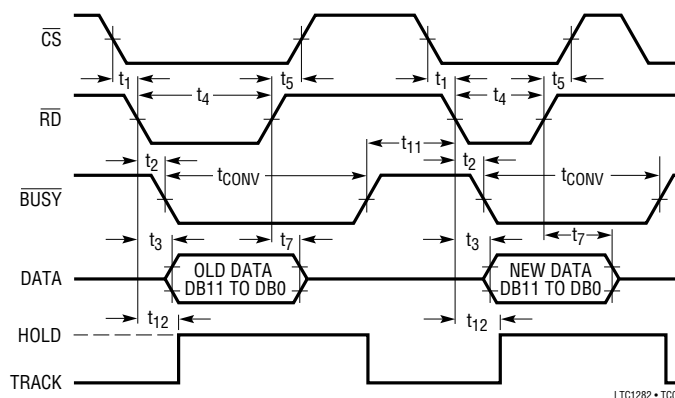 CS
t1 t5 t1 t5
t4 t4
RD
t11
t2 tCONV t2 tCONV
BUSY
t3 t7 t3 t7
DATA
OLD DATA NEW DATA
DB11 TO DB0 DB11 TO DB0
t12 t12
HOLD
TRACK